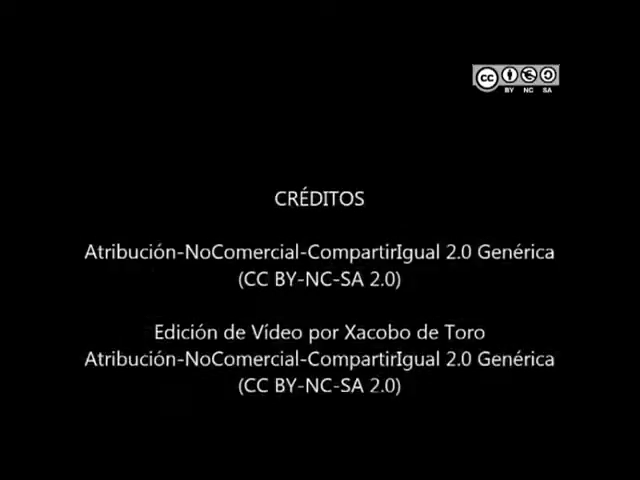 cc BY NC SA
CRÉDITOS
Atribución-NoComercial-CompartirIgual 2.0 Genérica
(CC BY-NC-SA 2.0)
Edición de Vídeo por Xacobo de Toro
Atribución-NoComercial-CompartirIgual 2.0 Genérica
(CC BY-NC-SA 2.0)